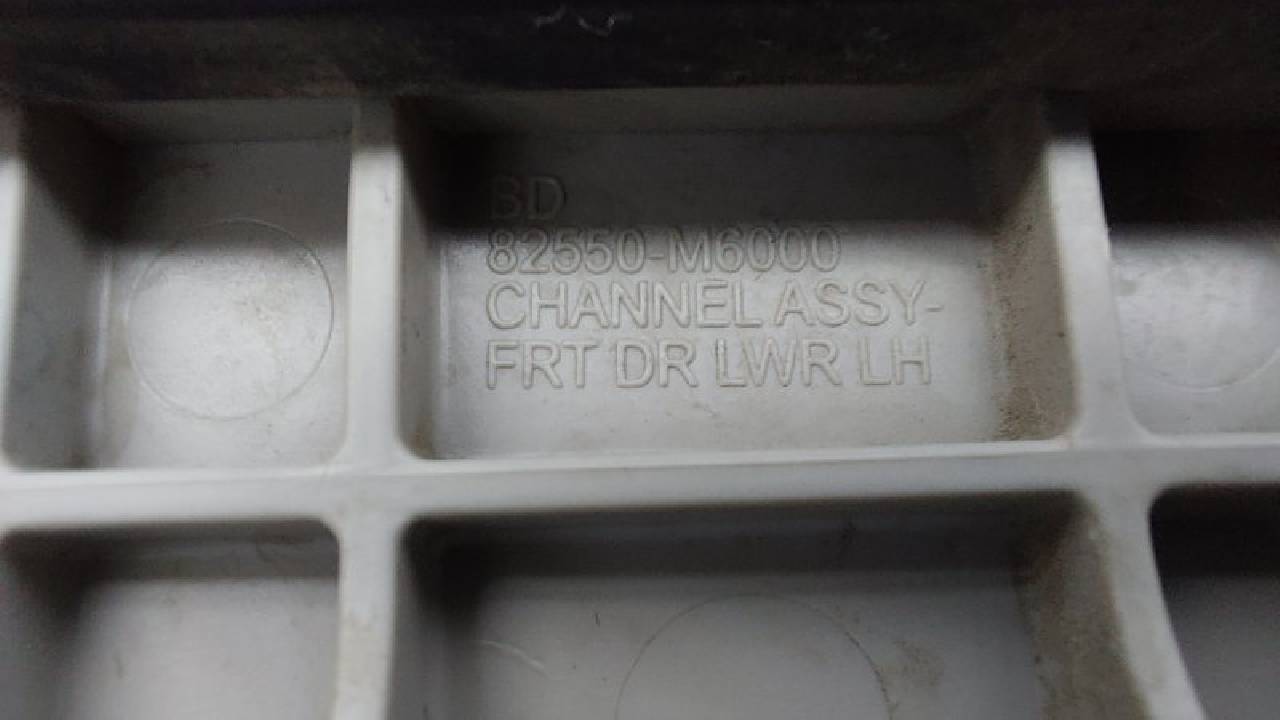 BD
82550-M6000
CHANNEL ASSY-
FRT DR LWR LH